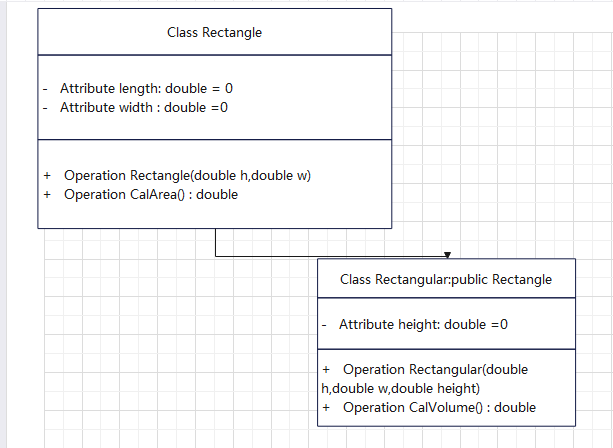 Class Rectangle
- Attribute length: double = 0
- Attribute width : double =0
+ Operation Rectangle(double h,double w)
+ Operation CalArea() : double
Class Rectangular:public Rectangle
- Attribute height: double =0
+ Operation Rectangular(double
h,double w,double height)
+ Operation CalVolume() : double